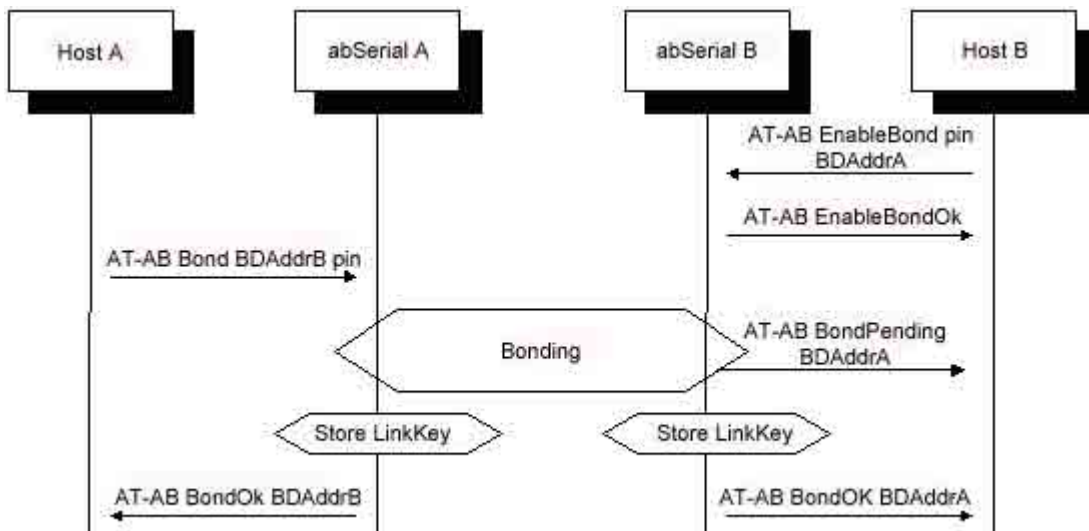 Host A
abSerial A
abSerial B
Host B
AT-AB EnableBond pin
BDAddrA
AT-AB EnableBondOk
AT-AB Bond BDAddrB pin
Bonding
AT-AB BondPending
BDAddrA
Store LinkKey
Store LinkKey
AT-AB BondOk BDAddrB
AT-AB BondOK BDAddrA